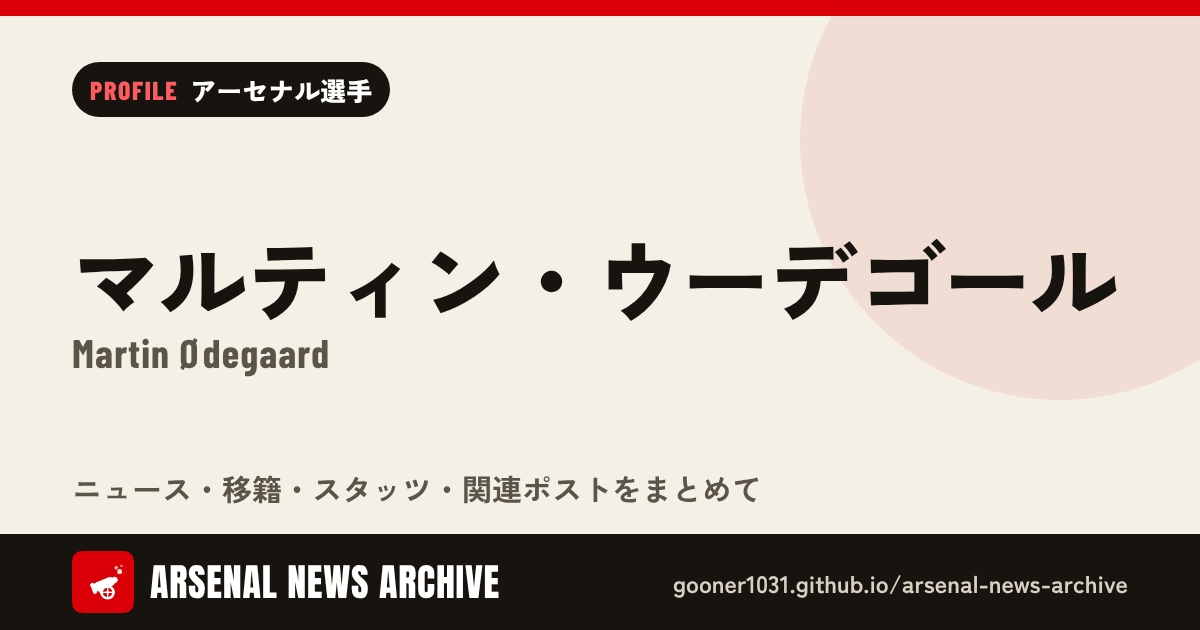 PROFILE アーセナル選手
マルティン・ウーデゴール
Martin Ødegaard
ニュース・移籍・スタッツ・関連ポストをまとめて
ARSENAL NEWS ARCHIVE
gooner1031.github.io/arsenal-news-archive